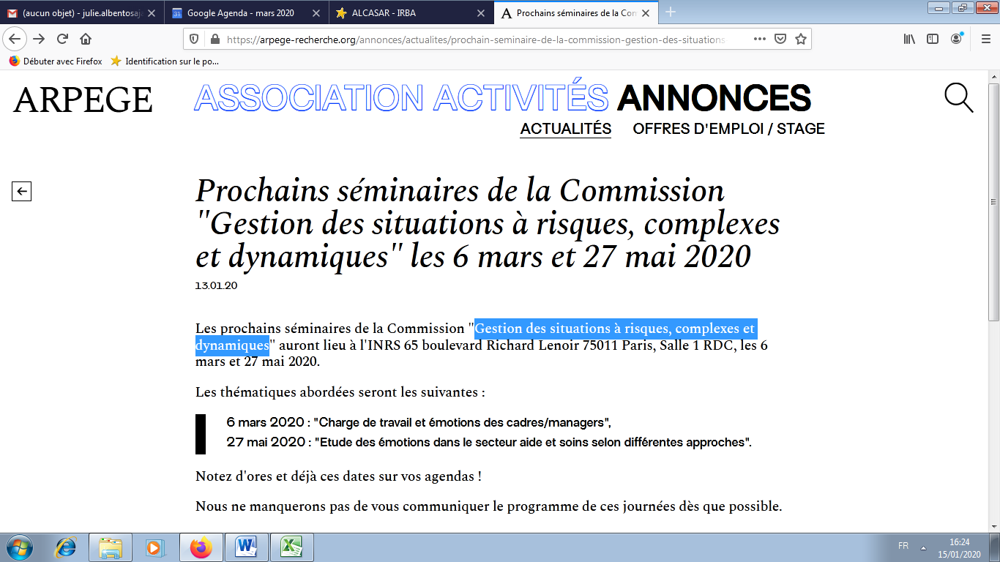 (aucun objet) - julie.albentosaj
Google Agenda - mars 2020
ALCASAR - IRBA
Prochains séminaires de la Com
https://arpege-recherche.org/annonces/actualites/prochain-seminaire-de-la-commission-gestion-des-situations
Débuter avec Firefox
Identification sur le po...
ARPEGE
ASSOCIATION ACTIVITÉS ANNONCES
ACTUALITÉS OFFRES D'EMPLOI / STAGE
Prochains séminaires de la Commission
"Gestion des situations à risques, complexes
et dynamiques" les 6 mars et 27 mai 2020
13.01.20
Les prochains séminaires de la Commission "Gestion des situations à risques, complexes et
dynamiques" auront lieu à l'INRS 65 boulevard Richard Lenoir 75011 Paris, Salle 1 RDC, les 6
mars et 27 mai 2020.
Les thématiques abordées seront les suivantes :
6 mars 2020 : "Charge de travail et émotions des cadres/managers",
27 mai 2020 : "Etude des émotions dans le secteur aide et soins selon différentes approches".
Notez d'ores et déjà ces dates sur vos agendas !
Nous ne manquerons pas de vous communiquer le programme de ces journées dès que possible.
FR
16:24
15/01/2020